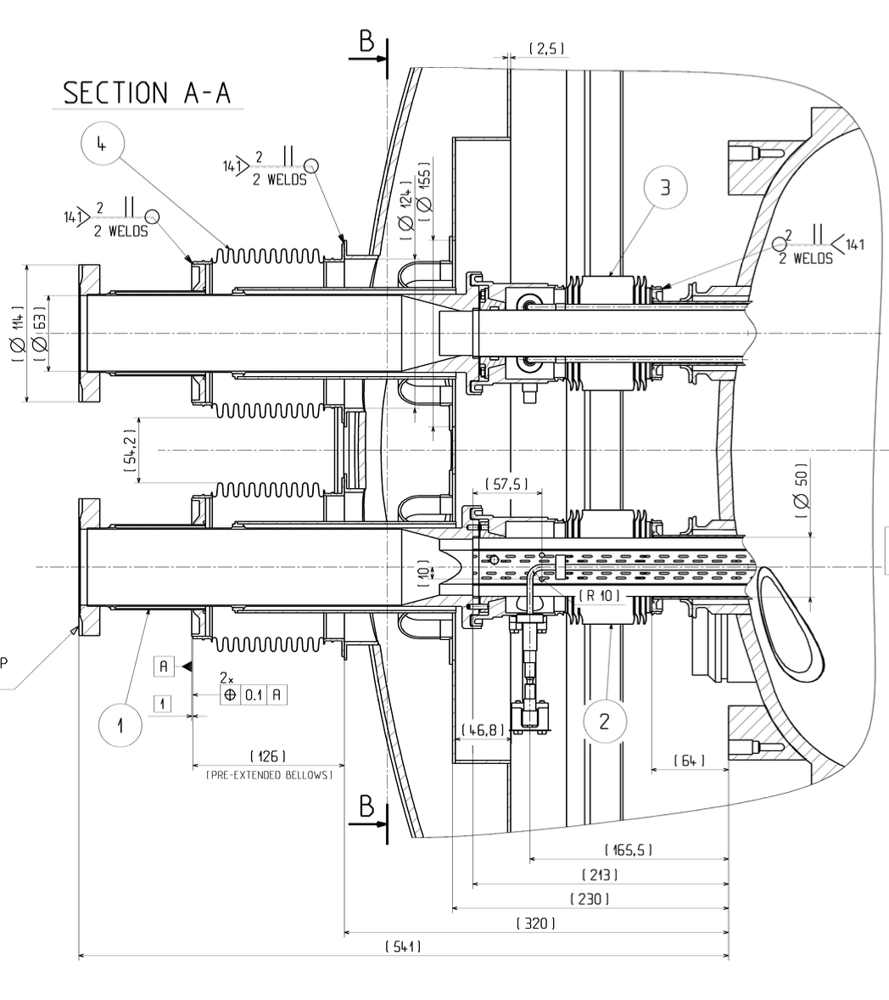 B
( 2,5 )
SECTION A-A
4
141 2 ||
2 WELDS
141 2 ||
2 WELDS
( Ø 124 )
( Ø 155 )
3
2 || 141
2 WELDS
( Ø 114 )
( Ø 63 )
( 54,2 )
( 57,5 )
( Ø 50 )
( 10 )
( R 10 )
P
A
2x
⌖ 0.1 A
1
1
2
( 46,8 )
( 126 )
( PRE-EXTENDED BELLOWS )
( 64 )
B
( 165,5 )
( 213 )
( 230 )
( 320 )
( 541 )